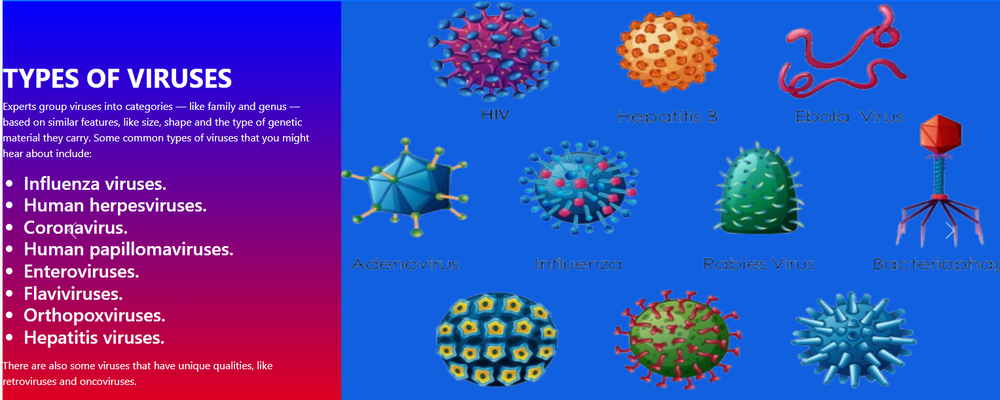 TYPES OF VIRUSES
Experts group viruses into categories — like family and genus —
based on similar features, like size, shape and the type of genetic
material they carry. Some common types of viruses that you might
hear about include:
• Influenza viruses.
• Human herpesviruses.
• Coronavirus.
• Human papillomaviruses.
• Enteroviruses.
• Flaviviruses.
• Orthopoxviruses.
• Hepatitis viruses.
There are also some viruses that have unique qualities, like
retroviruses and oncoviruses.
HIV
Hepatitis B
Ebola Virus
Adenovirus
Influenza
Rabies Virus
Bacteriophag